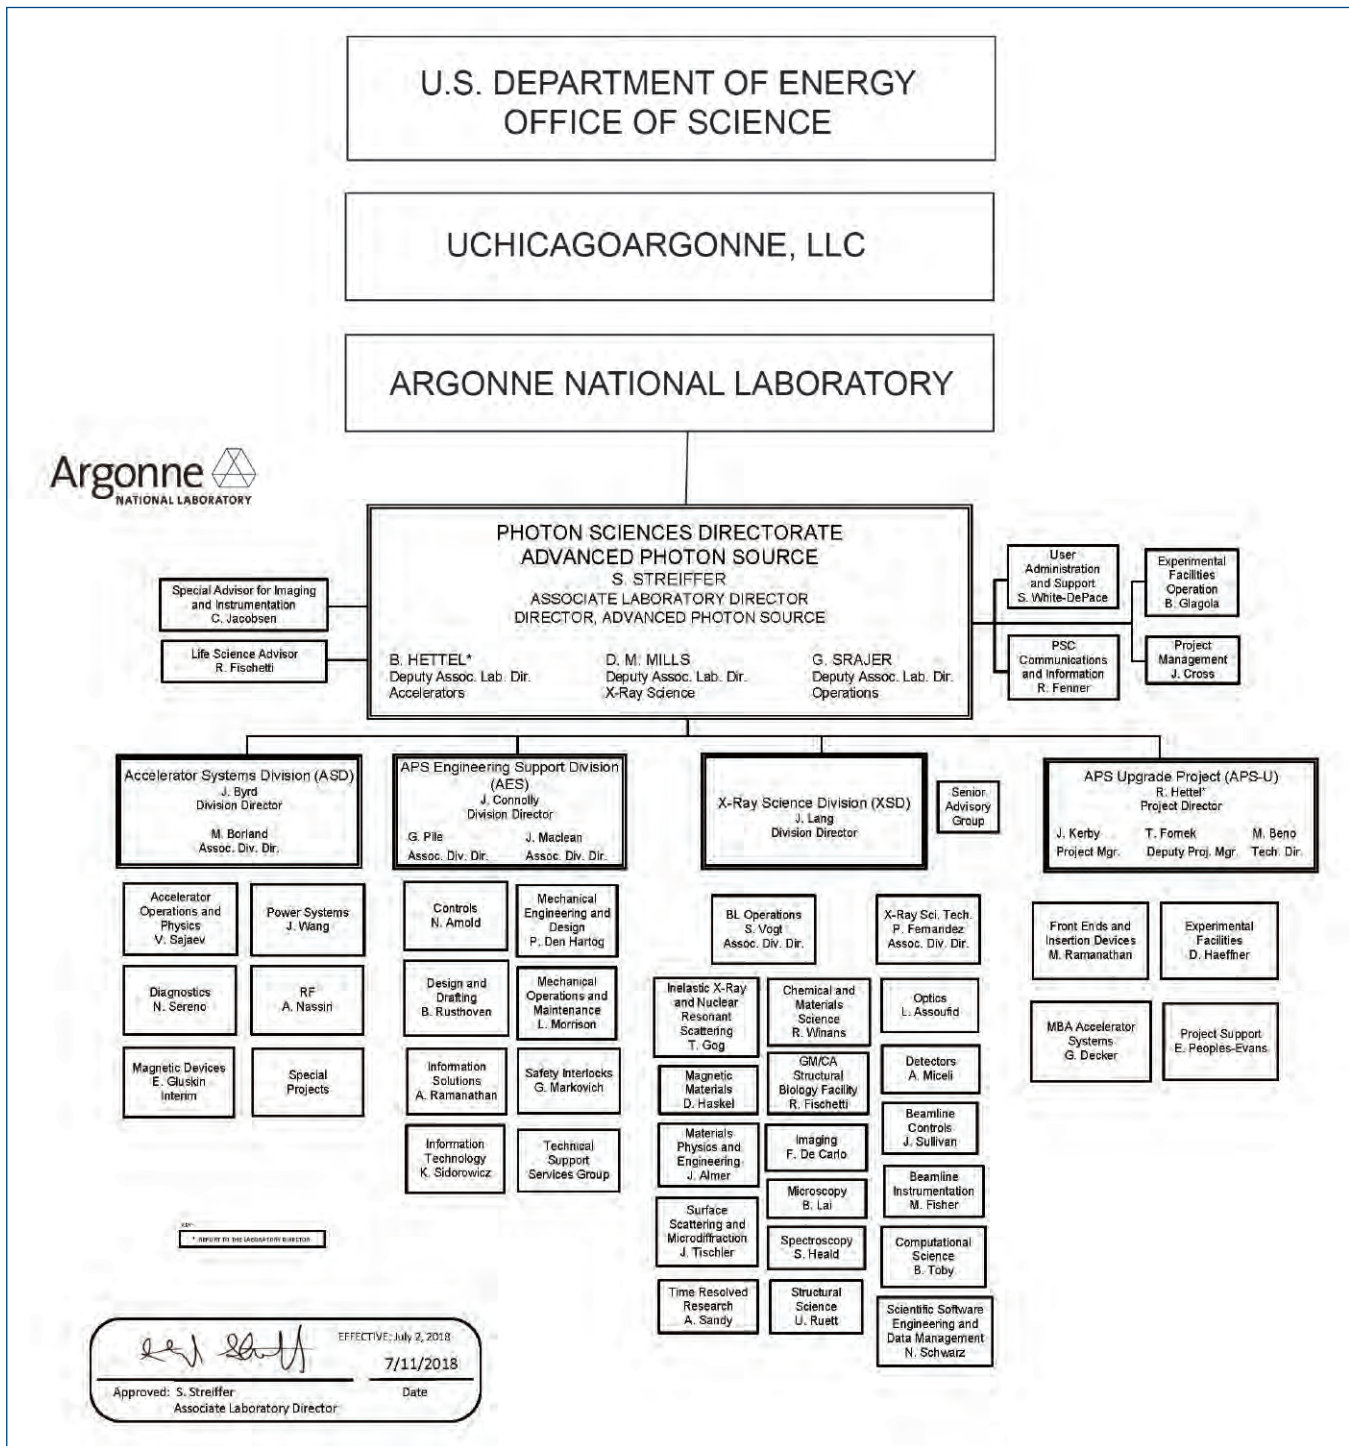 U.S. DEPARTMENT OF ENERGY
OFFICE OF SCIENCE
UCHICAGOARGONNE, LLC
ARGONNE NATIONAL LABORATORY
Argonne
NATIONAL LABORATORY
PHOTON SCIENCES DIRECTORATE
ADVANCED PHOTON SOURCE
S. STREIFFER
ASSOCIATE LABORATORY DIRECTOR
DIRECTOR, ADVANCED PHOTON SOURCE
B. HETTEL*
Deputy Assoc. Lab. Dir.
Accelerators
D. M. MILLS
Deputy Assoc. Lab. Dir.
X-Ray Science
G. SRAJER
Deputy Assoc. Lab. Dir.
Operations
Special Advisor for Imaging
and Instrumentation
C. Jacobsen
Life Science Advisor
R. Fischetti
User
Administration
and Support
S. White-DePace
Experimental
Facilities
Operation
B. Glagola
PSC
Communications
and Information
R. Fenner
Project
Management
J. Cross
Accelerator Systems Division (ASD)
J. Byrd
Division Director
M. Borland
Assoc. Div. Dir.
APS Engineering Support Division
(AES)
J. Connolly
Division Director
G. Pile
Assoc. Div. Dir.
J. Maclean
Assoc. Div. Dir.
X-Ray Science Division (XSD)
J. Lang
Division Director
Senior
Advisory
Group
APS Upgrade Project (APS-U)
R. Hettel*
Project Director
J. Kerby
Project Mgr.
T. Fornek
Deputy Proj. Mgr.
M. Beno
Tech. Dir.
Accelerator
Operations and
Physics
V. Sajaev
Power Systems
J. Wang
Diagnostics
N. Sereno
RF
A. Nassiri
Magnetic Devices
E. Gluskin
Interim
Special
Projects
Controls
N. Arnold
Mechanical
Engineering and
Design
P. Den Hartog
Design and
Drafting
B. Rusthoven
Mechanical
Operations and
Maintenance
L. Morrison
Information
Solutions
A. Ramanathan
Safety Interlocks
G. Markovich
Information
Technology
K. Sidorowicz
Technical
Support
Services Group
BL Operations
S. Vogt
Assoc. Div. Dir.
X-Ray Sci. Tech.
P. Fernandez
Assoc. Div. Dir.
Inelastic X-Ray
and Nuclear
Resonant
Scattering
T. Gog
Chemical and
Materials
Science
R. Winans
Optics
L. Assoufid
Magnetic
Materials
D. Haskel
GM/CA
Structural
Biology Facility
R. Fischetti
Detectors
A. Miceli
Materials
Physics and
Engineering
J. Almer
Imaging
F. De Carlo
Beamline
Controls
J. Sullivan
Surface
Scattering and
Microdiffraction
J. Tischler
Microscopy
B. Lai
Beamline
Instrumentation
M. Fisher
Spectroscopy
S. Heald
Computational
Science
B. Toby
Time Resolved
Research
A. Sandy
Structural
Science
U. Ruett
Scientific Software
Engineering and
Data Management
N. Schwarz
Front Ends and
Insertion Devices
M. Ramanathan
Experimental
Facilities
D. Haeffner
MBA Accelerator
Systems
G. Decker
Project Support
E. Peoples-Evans
KEY:
* REPORT TO THE LABORATORY DIRECTOR
EFFECTIVE: July 2, 2018
7/11/2018
Approved: S. Streiffer
Associate Laboratory Director
Date